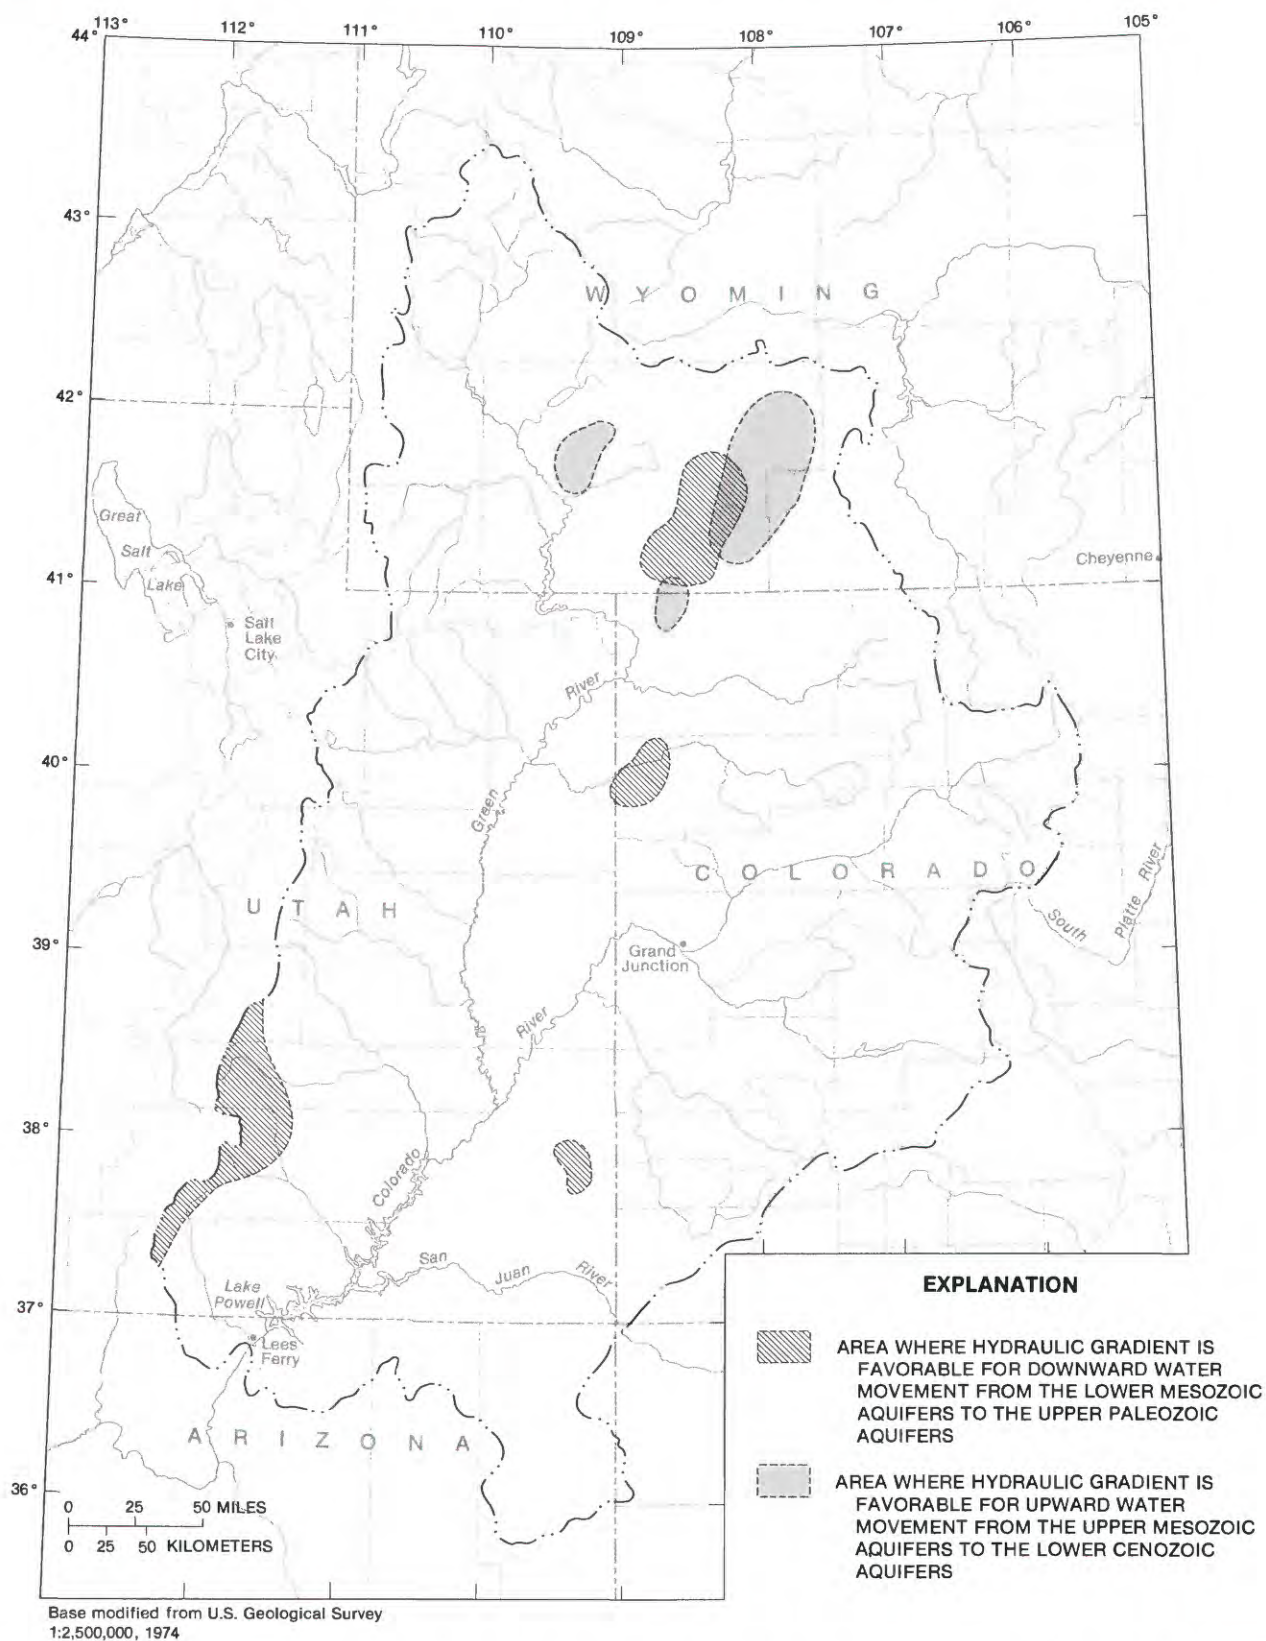 113°
112°
111°
110°
109°
108°
107°
106°
105°
44°
43°
WYOMING
42°
Great
Salt
Lake
41°
Cheyenne
Salt
Lake
City
River
40°
Green
COLORADO
UTAH
South
Platte River
39°
Grand
Junction
River
38°
Colorado
San
Juan
River
Lake
Powell
37°
Lees
Ferry
ARIZONA
36°
0 25 50 MILES
0 25 50 KILOMETERS
EXPLANATION
AREA WHERE HYDRAULIC GRADIENT IS
FAVORABLE FOR DOWNWARD WATER
MOVEMENT FROM THE LOWER MESOZOIC
AQUIFERS TO THE UPPER PALEOZOIC
AQUIFERS
AREA WHERE HYDRAULIC GRADIENT IS
FAVORABLE FOR UPWARD WATER
MOVEMENT FROM THE UPPER MESOZOIC
AQUIFERS TO THE LOWER CENOZOIC
AQUIFERS
Base modified from U.S. Geological Survey
1:2,500,000, 1974